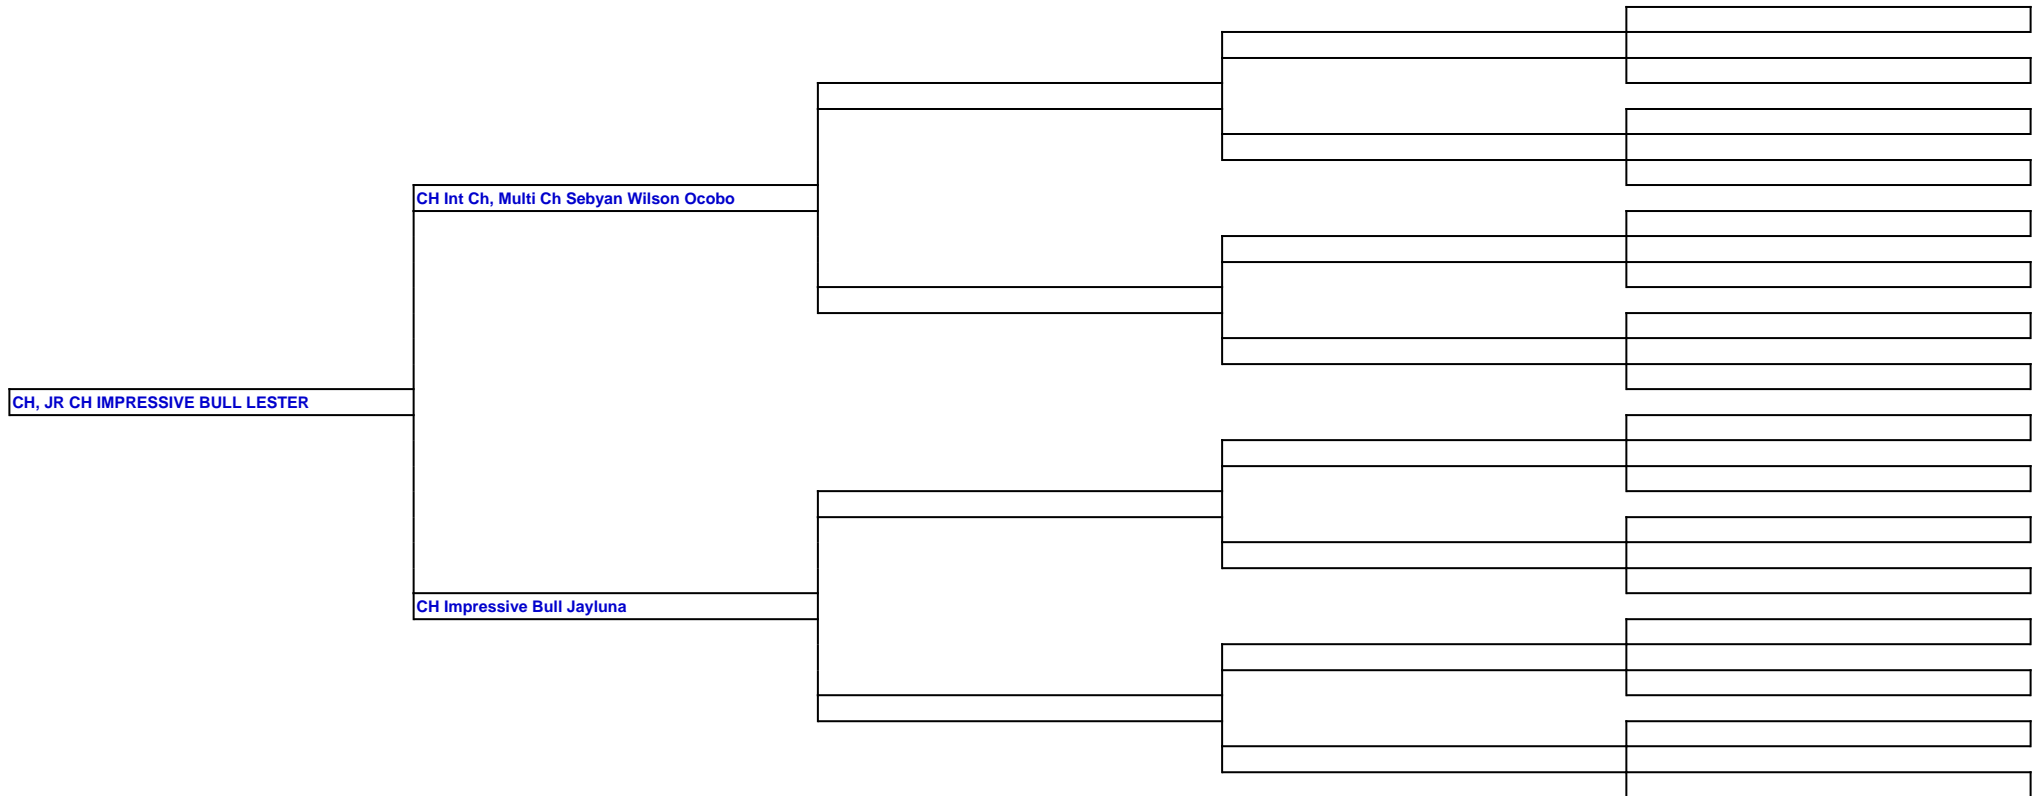 CH Int Ch, Multi Ch Sebyan Wilson Ocobo
CH, JR CH IMPRESSIVE BULL LESTER
CH Impressive Bull Jayluna